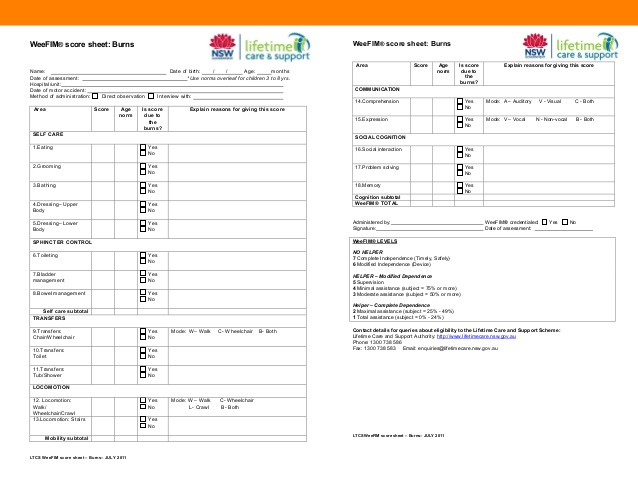 WeeFIM® score sheet: Burns
NSW
GOVERNMENT
lifetime
care & support
Name: Date of birth: / / Age: months
Date of assessment: * Use norms overleaf for children 3 to 8 yrs.
Hospital/unit:
Date of motor accident:
Method of administration: Direct observation Interview with:
Area Score Age norm Is score due to the burns? Explain reasons for giving this score
SELF CARE
1.Eating Yes No
2.Grooming Yes No
3.Bathing Yes No
4.Dressing– Upper Body Yes No
5.Dressing– Lower Body Yes No
SPHINCTER CONTROL
6.Toileting Yes No
7.Bladder management Yes No
8.Bowel management Yes No
Self care subtotal
TRANSFERS
9.Transfers: Chair/Wheelchair Yes No Mode: W– Walk C- Wheelchair B- Both
10.Transfers: Toilet Yes No
11.Transfers: Tub/Shower Yes No
LOCOMOTION
12. Locomotion: Walk/ Wheelchair/Crawl Yes No Mode: W – Walk C - Wheelchair L- Crawl B - Both
13.Locomotion: Stairs Yes No
Mobility subtotal
LTCS WeeFIM score sheet – Burns: JULY 2011
WeeFIM® score sheet: Burns
NSW
GOVERNMENT
lifetime
care & support
Area Score Age norm Is score due to the burns? Explain reasons for giving this score
COMMUNICATION
14.Comprehension Yes No Mode: A – Auditory V - Visual C - Both
15.Expression Yes No Mode: V – Vocal N - Non-vocal B - Both
SOCIAL COGNITION
16.Social interaction Yes No
17.Problem solving Yes No
18.Memory Yes No
Cognition subtotal
WeeFIM® TOTAL
Administered by: WeeFIM® credentialed: Yes No
Signature: Date of assessment:
WeeFIM® LEVELS
NO HELPER
7 Complete Independence (Timely, Safely)
6 Modified Independence (Device)
HELPER – Modified Dependence
5 Supervision
4 Minimal assistance (subject = 75% or more)
3 Moderate assistance (subject = 50% or more)
Helper – Complete Dependence
2 Maximal assistance (subject = 25% - 49%)
1 Total assistance (subject = 0% - 24%)
Contact details for queries about eligibility to the Lifetime Care and Support Scheme:
Lifetime Care and Support Authority: http://www.lifetimecare.nsw.gov.au
Phone 1300 738 586
Fax: 1300 738 583 Email: enquiries@lifetimecare.nsw.gov.au
LTCS WeeFIM score sheet – Burns: JULY 2011